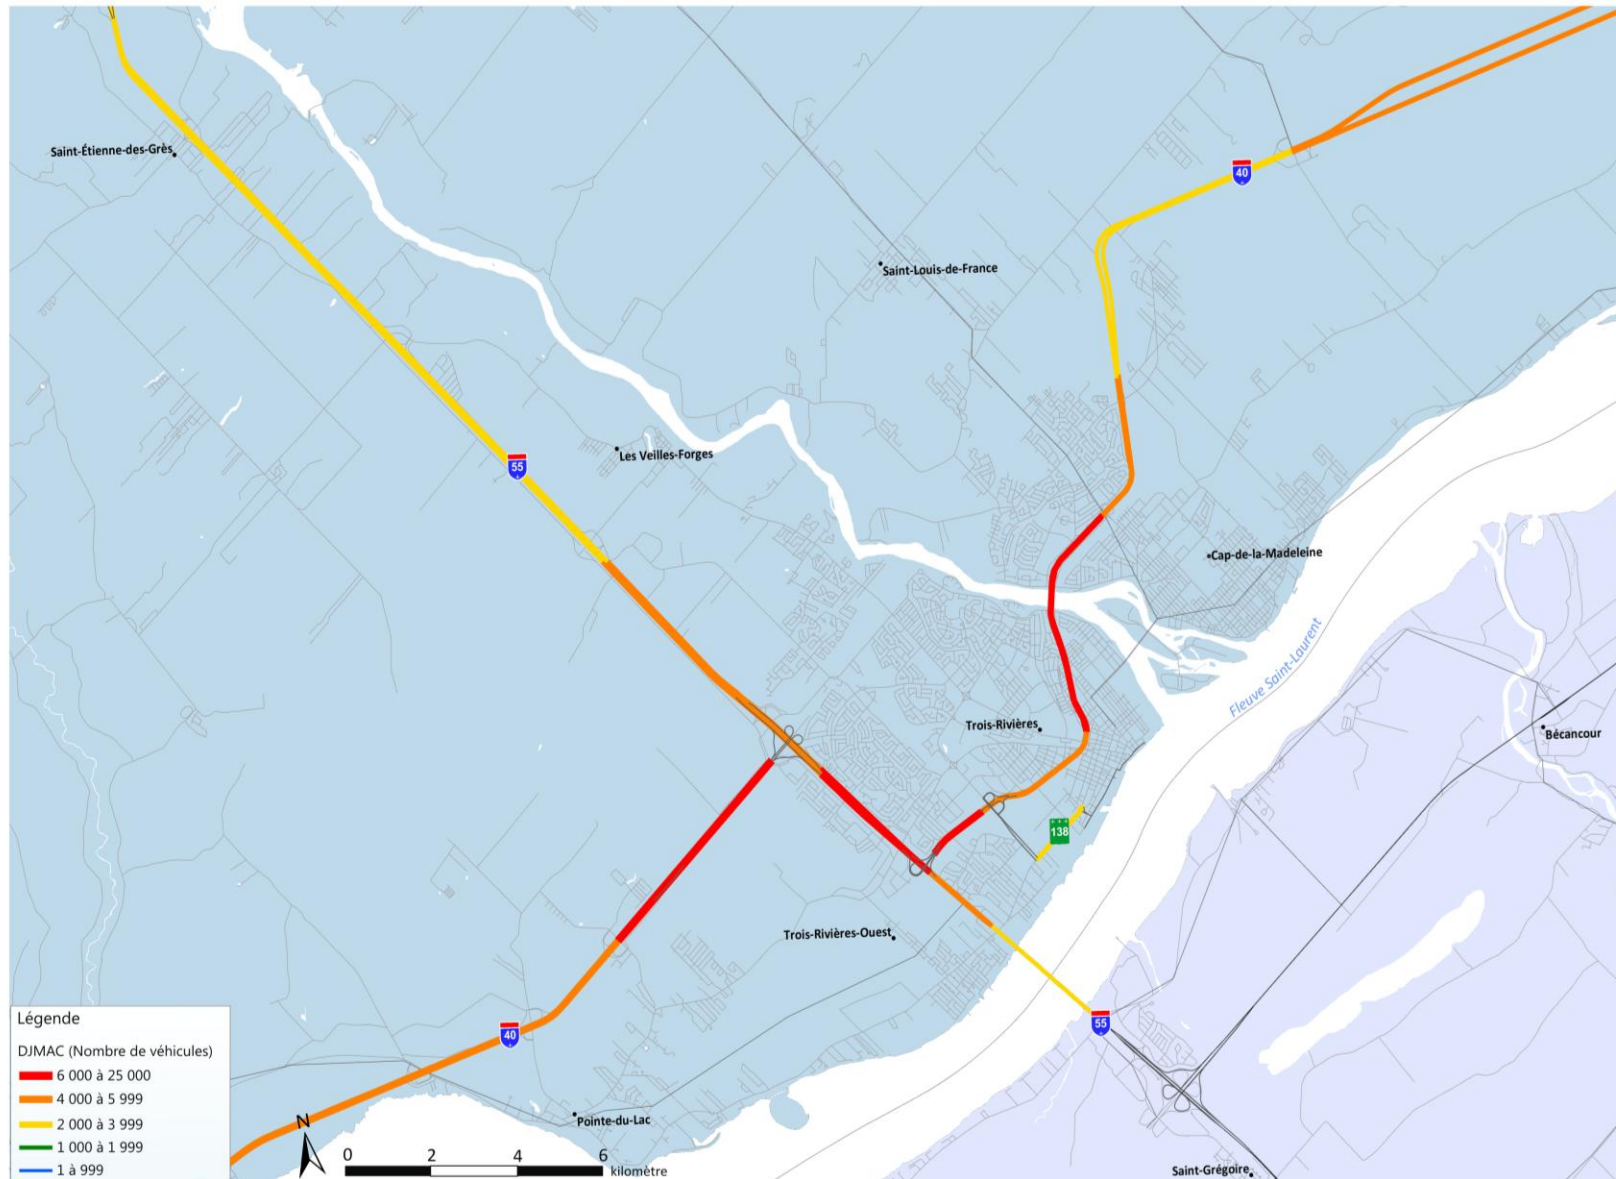 Saint-Étienne-des-Grès
40
Saint-Louis-de-France
Les Veilles-Forges
55
Cap-de-la-Madeleine
Fleuve Saint-Laurent
Trois-Rivières
Bécancour
138
Trois-Rivières-Ouest
55
40
Légende
DJMAC (Nombre de véhicules)
6 000 à 25 000
4 000 à 5 999
2 000 à 3 999
1 000 à 1 999
1 à 999
N
0 2 4 6
kilomètre
Pointe-du-Lac
Saint-Grégoire